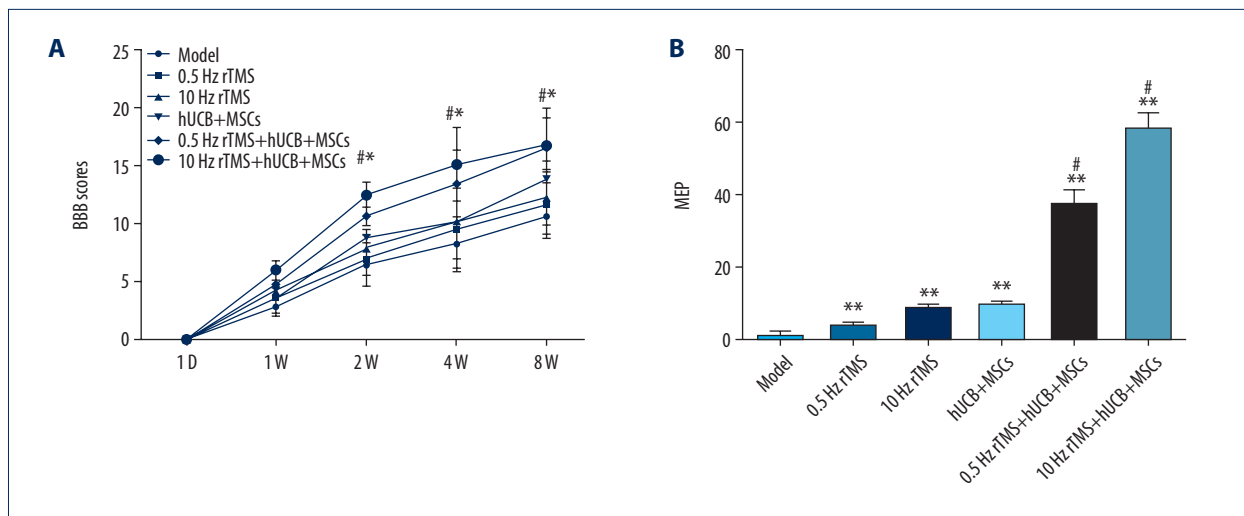 A
25
20
15
10
5
0
BBB scores
Model
0.5 Hz rTMS
10 Hz rTMS
hUCB+MSCs
0.5 Hz rTMS+hUCB+MSCs
10 Hz rTMS+hUCB+MSCs
#*
#*
#*
1 D
1 W
2 W
4 W
8 W
B
80
60
40
20
0
MEP
**
**
**
#
**
#
**
Model
0.5 Hz rTMS
10 Hz rTMS
hUCB+MSCs
0.5 Hz rTMS+hUCB+MSCs
10 Hz rTMS+hUCB+MSCs